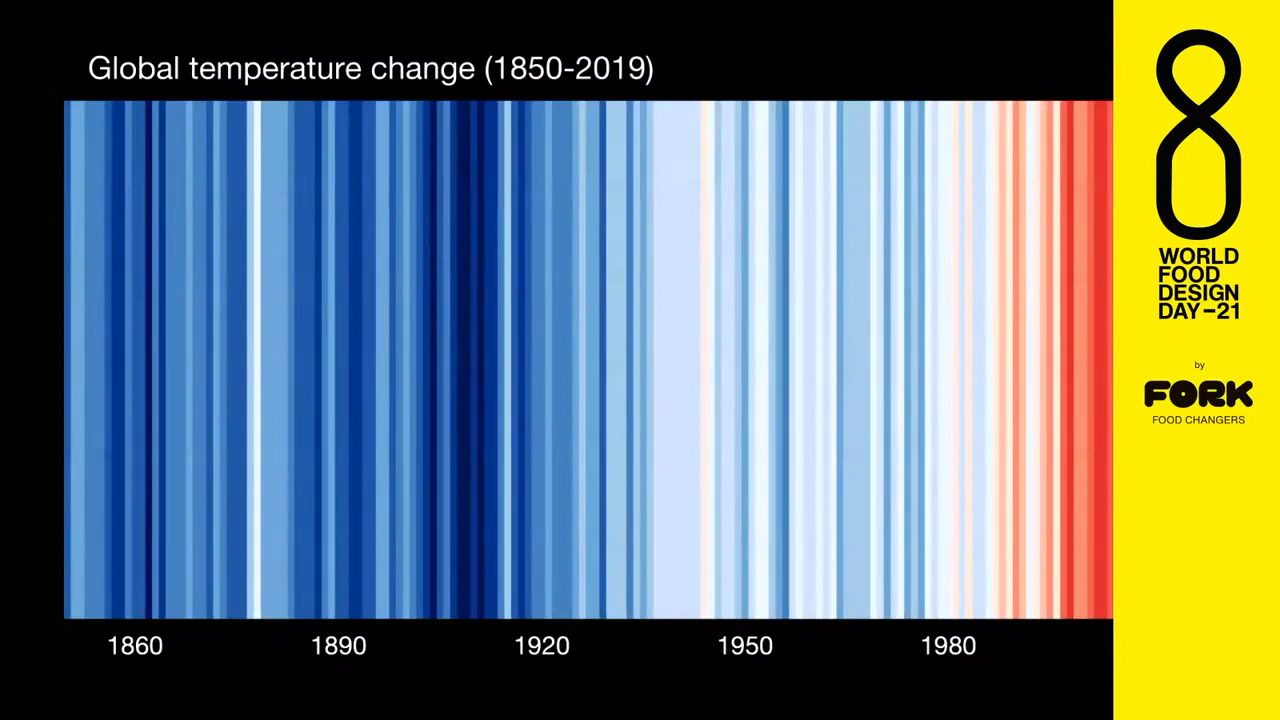 Global temperature change (1850-2019)
1860 1890 1920 1950 1980
8
WORLD
FOOD
DESIGN
DAY–21
by
FORK
FOOD CHANGERS